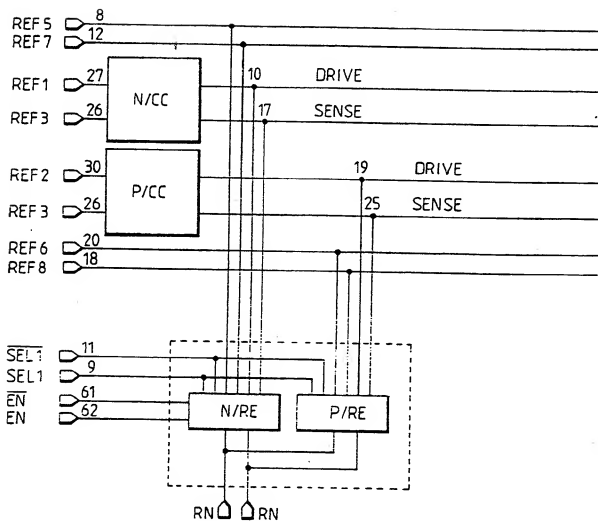 REF5 8
REF7 12
REF1 27 10 DRIVE
N/CC
REF3 26 17 SENSE
REF2 30 19 DRIVE
P/CC
REF3 26 25 SENSE
REF6 20
REF8 18
SEL1 11
SEL1 9
EN 61
EN 62
N/RE P/RE
RN RN